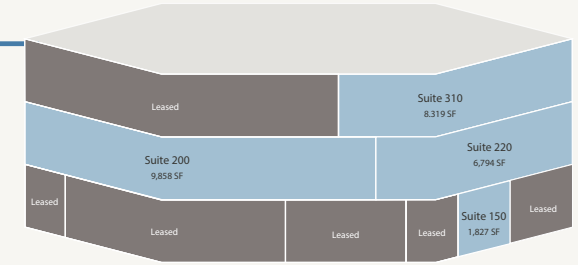 Leased
Suite 310
8.319 SF
Suite 200
9,858 SF
Suite 220
6,794 SF
Leased
Leased
Leased
Leased
Suite 150
1,827 SF
Leased